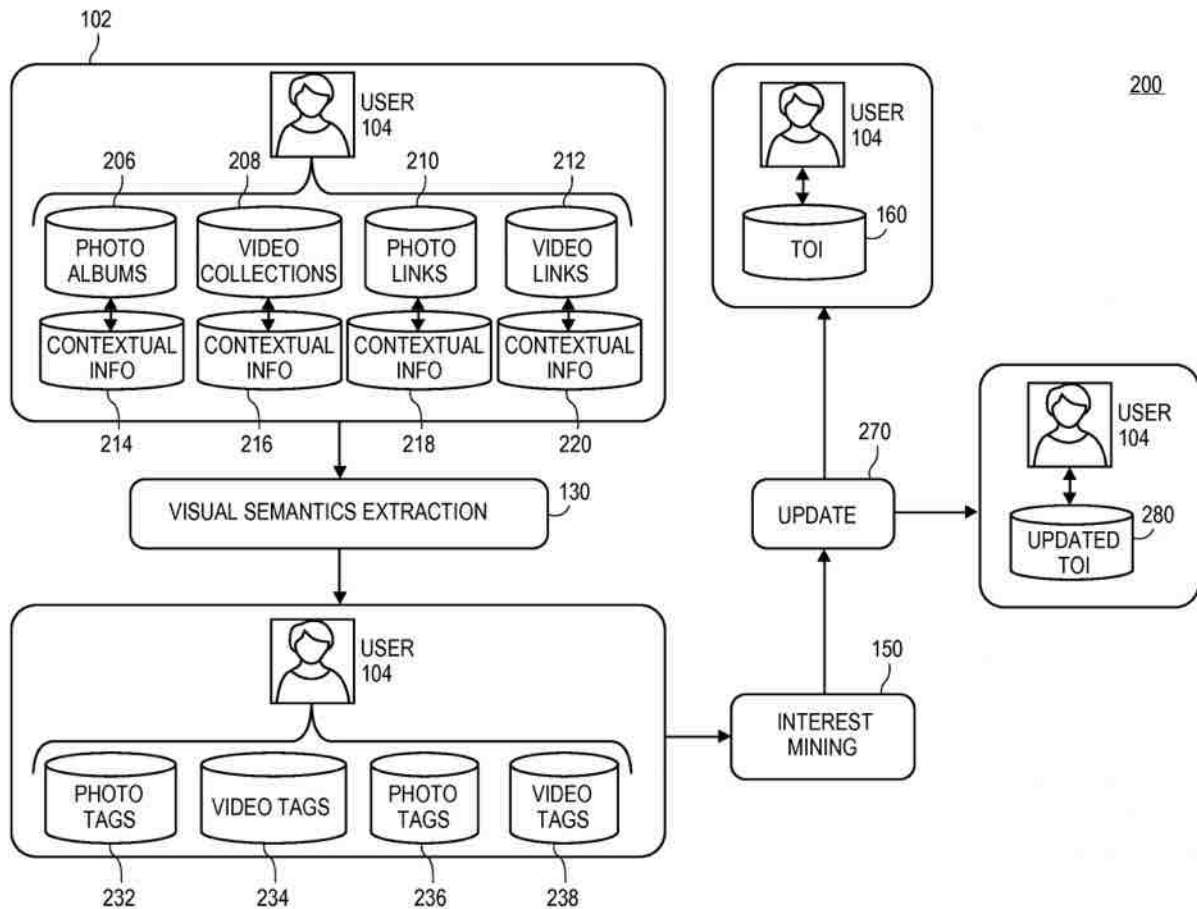 102
USER
104
206
208
210
212
PHOTO
ALBUMS
VIDEO
COLLECTIONS
PHOTO
LINKS
VIDEO
LINKS
CONTEXTUAL
INFO
CONTEXTUAL
INFO
CONTEXTUAL
INFO
CONTEXTUAL
INFO
214
216
218
220
VISUAL SEMANTICS EXTRACTION
130
USER
104
PHOTO
TAGS
VIDEO TAGS
PHOTO
TAGS
VIDEO
TAGS
232
234
236
238
200
USER
104
160
TOI
270
UPDATE
USER
104
280
UPDATED
TOI
150
INTEREST
MINING